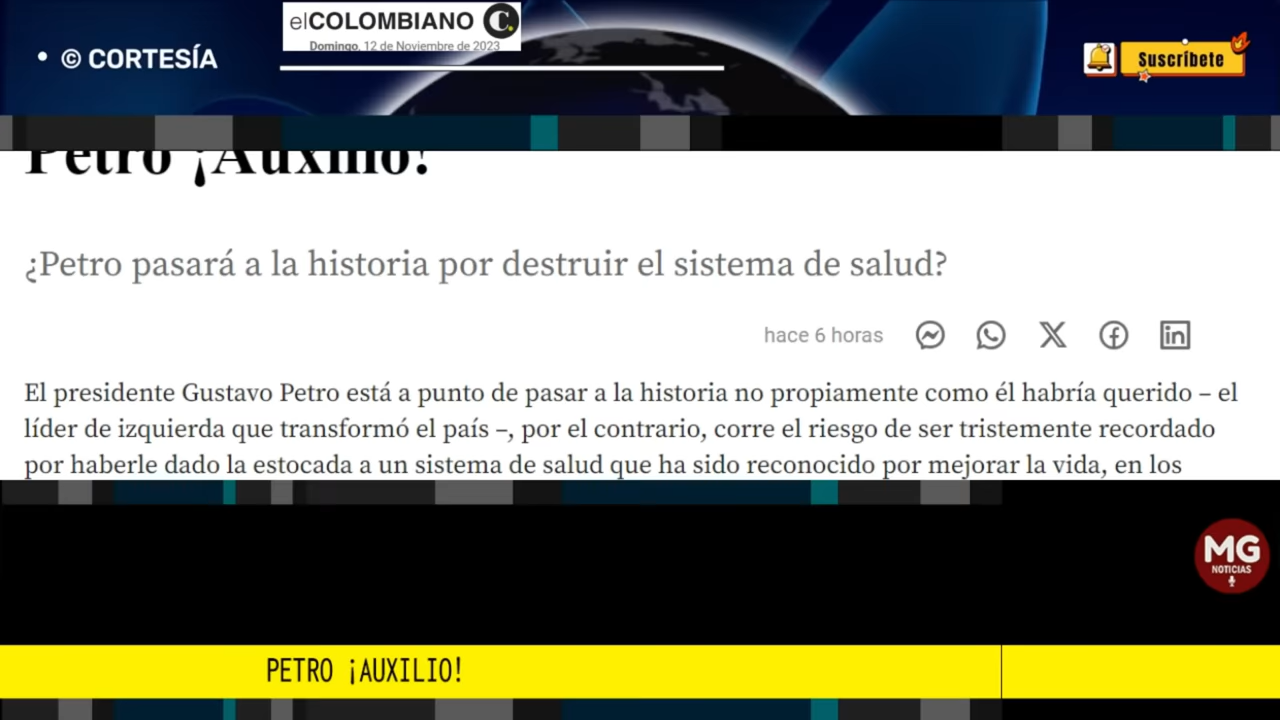 elCOLOMBIANO C.
Domingo, 12 de Noviembre de 2023
• © CORTESÍA
Suscríbete
Petro ¡Auxilio!
¿Petro pasará a la historia por destruir el sistema de salud?
hace 6 horas
El presidente Gustavo Petro está a punto de pasar a la historia no propiamente como él habría querido – el
líder de izquierda que transformó el país –, por el contrario, corre el riesgo de ser tristemente recordado
por haberle dado la estocada a un sistema de salud que ha sido reconocido por mejorar la vida, en los
MG
NOTICIAS
PETRO ¡AUXILIO!